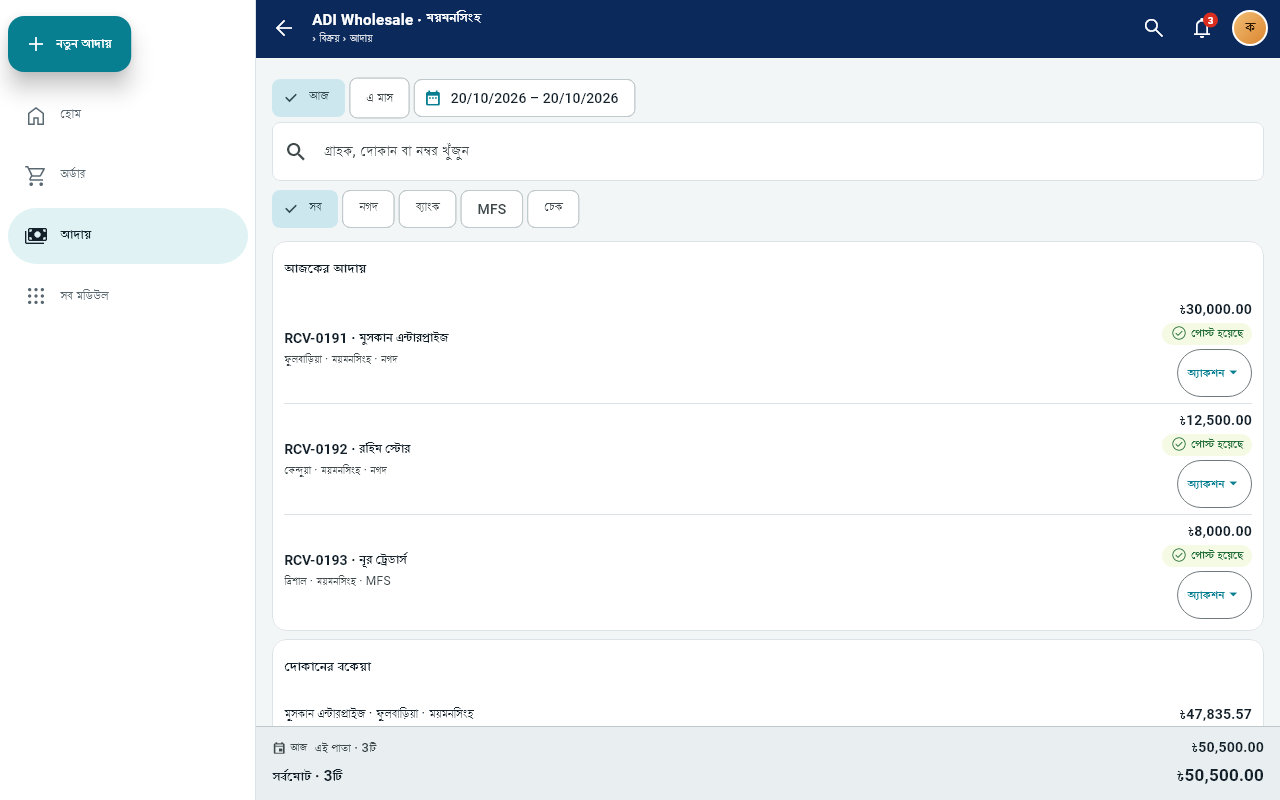 নতুন আদায়
হোম
অর্ডার
আদায়
সব মডিউল
ADI Wholesale · ময়মনসিংহ
› বিক্রয় › আদায়
3
ক
আজ
এ মাস
20/10/2026 – 20/10/2026
গ্রাহক, দোকান বা নম্বর খুঁজুন
সব
নগদ
ব্যাংক
MFS
চেক
আজকের আদায়
৳30,000.00
RCV-0191 · মুসকান এন্টারপ্রাইজ
পোস্ট হয়েছে
ফুলবাড়িয়া · ময়মনসিংহ · নগদ
অ্যাকশন
৳12,500.00
RCV-0192 · রহিম স্টোর
পোস্ট হয়েছে
কেন্দুয়া · ময়মনসিংহ · নগদ
অ্যাকশন
৳8,000.00
RCV-0193 · নূর ট্রেডার্স
পোস্ট হয়েছে
ত্রিশাল · ময়মনসিংহ · MFS
অ্যাকশন
দোকানের বকেয়া
মুসকান এন্টারপ্রাইজ · ফুলবাড়িয়া · ময়মনসিংহ
৳47,835.57
আজ এই পাতা · 3টি
৳50,500.00
সর্বমোট · 3টি
৳50,500.00